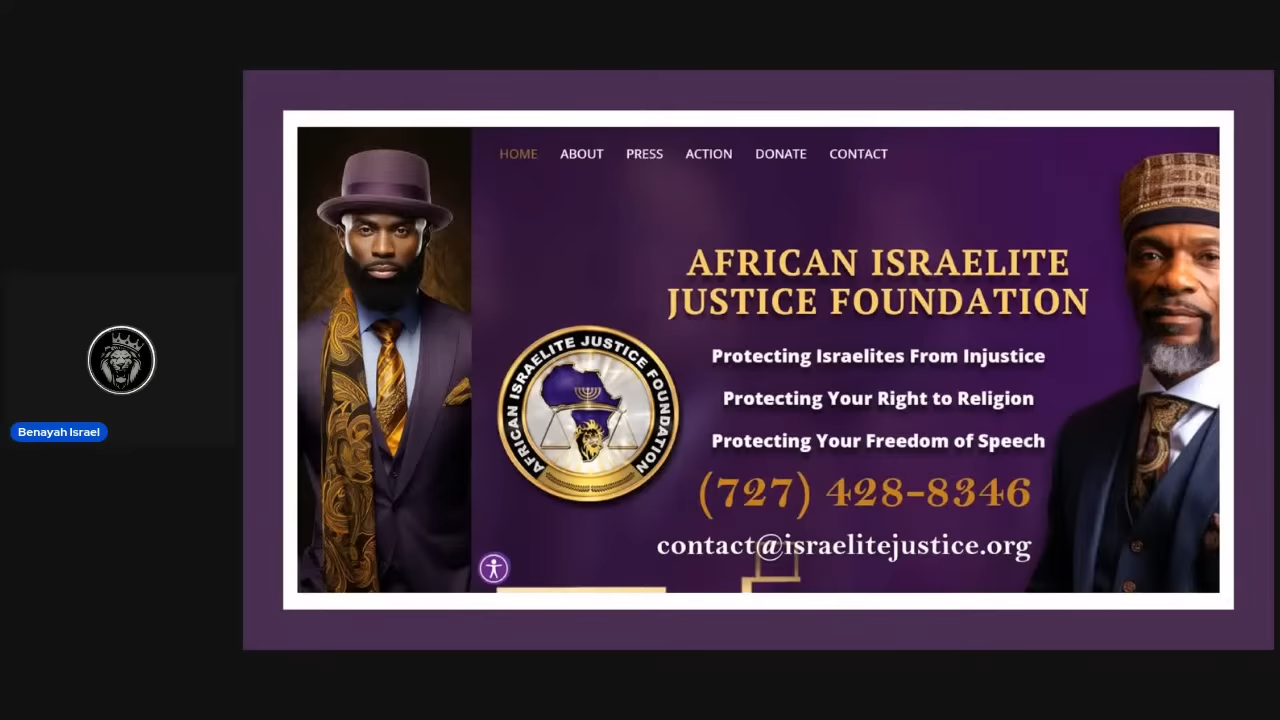 HOME ABOUT PRESS ACTION DONATE CONTACT
AFRICAN ISRAELITE
JUSTICE FOUNDATION
AFRICAN ISRAELITE JUSTICE FOUNDATION
Protecting Israelites From Injustice
Protecting Your Right to Religion
Protecting Your Freedom of Speech
(727) 428-8346
contact@israelitejustice.org
Benayah Israel